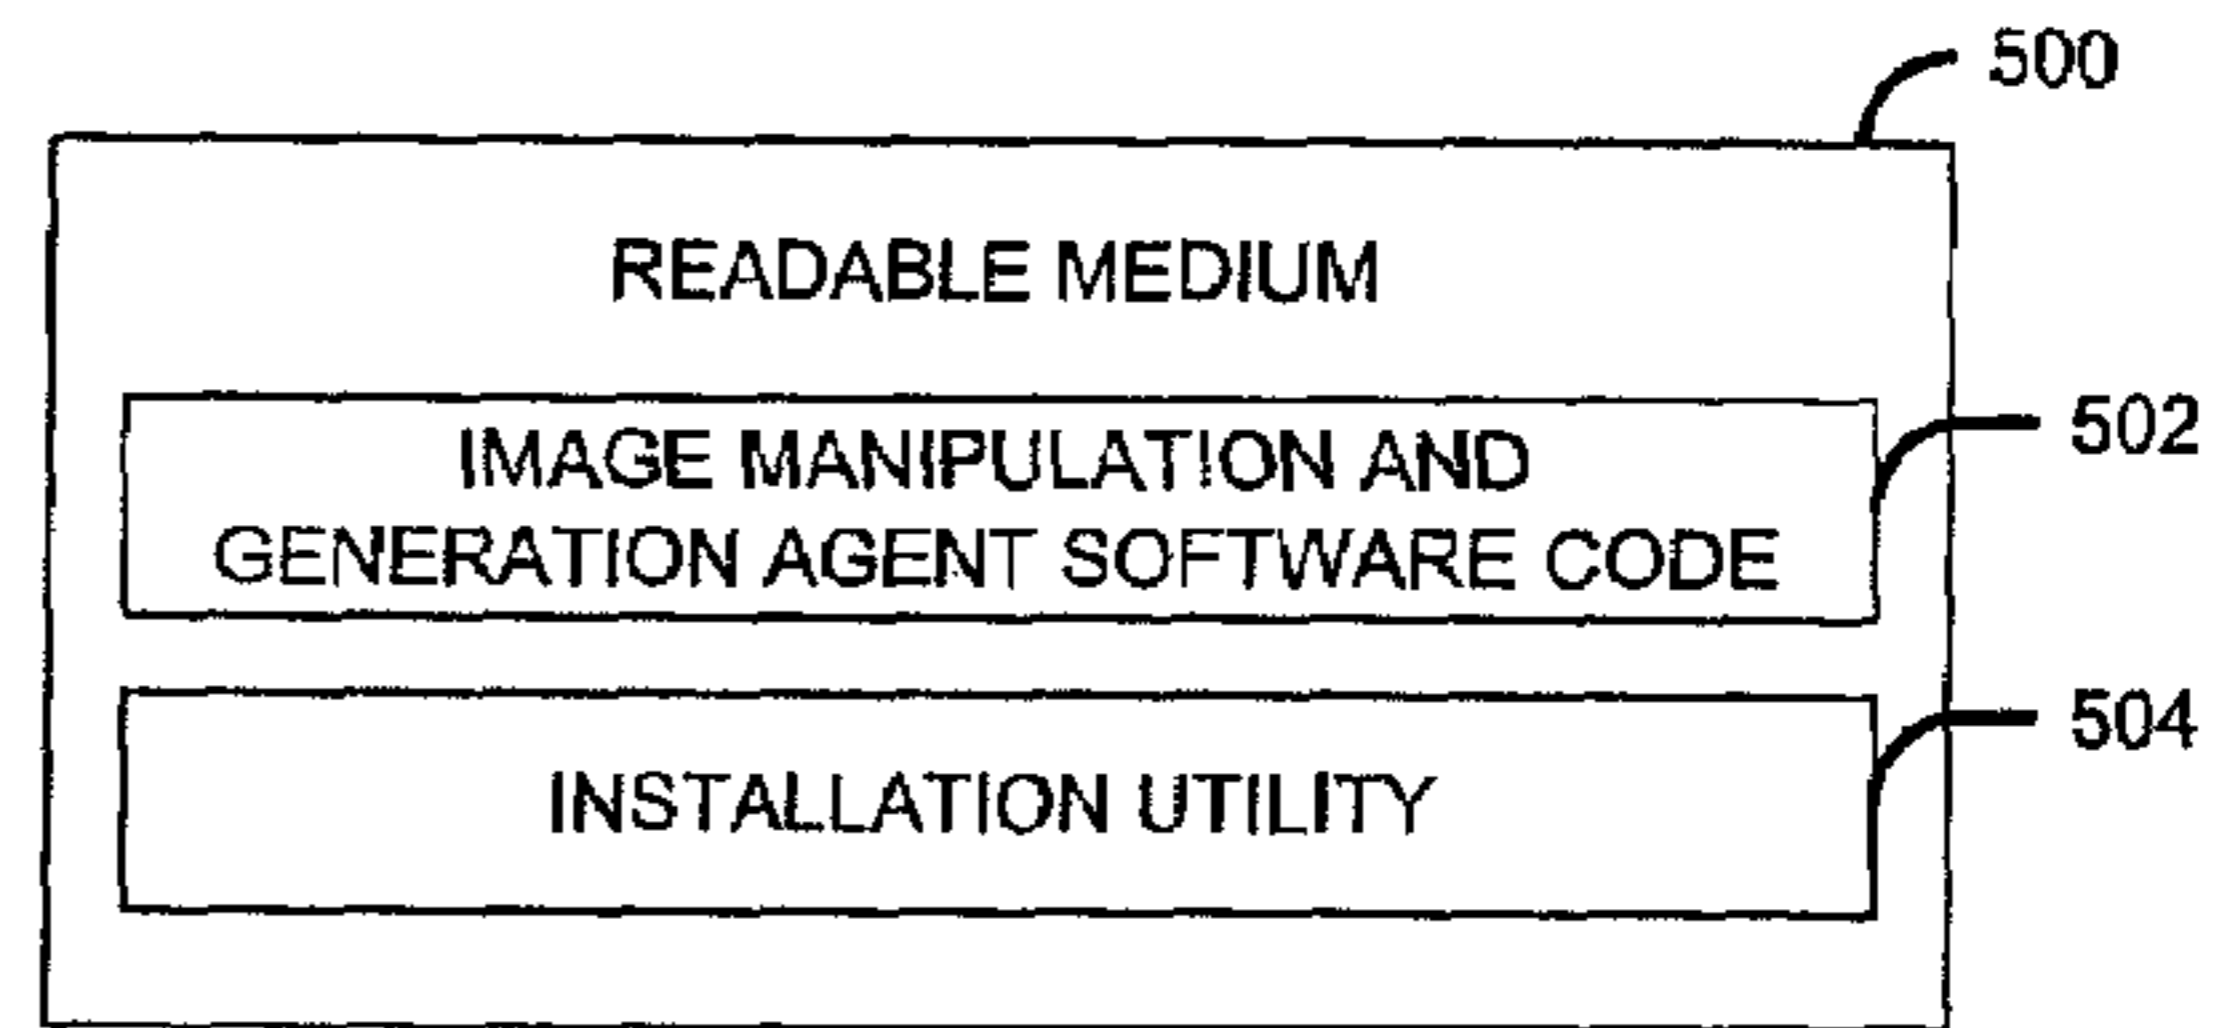 500
READABLE MEDIUM
502
IMAGE MANIPULATION AND
GENERATION AGENT SOFTWARE CODE
504
INSTALLATION UTILITY